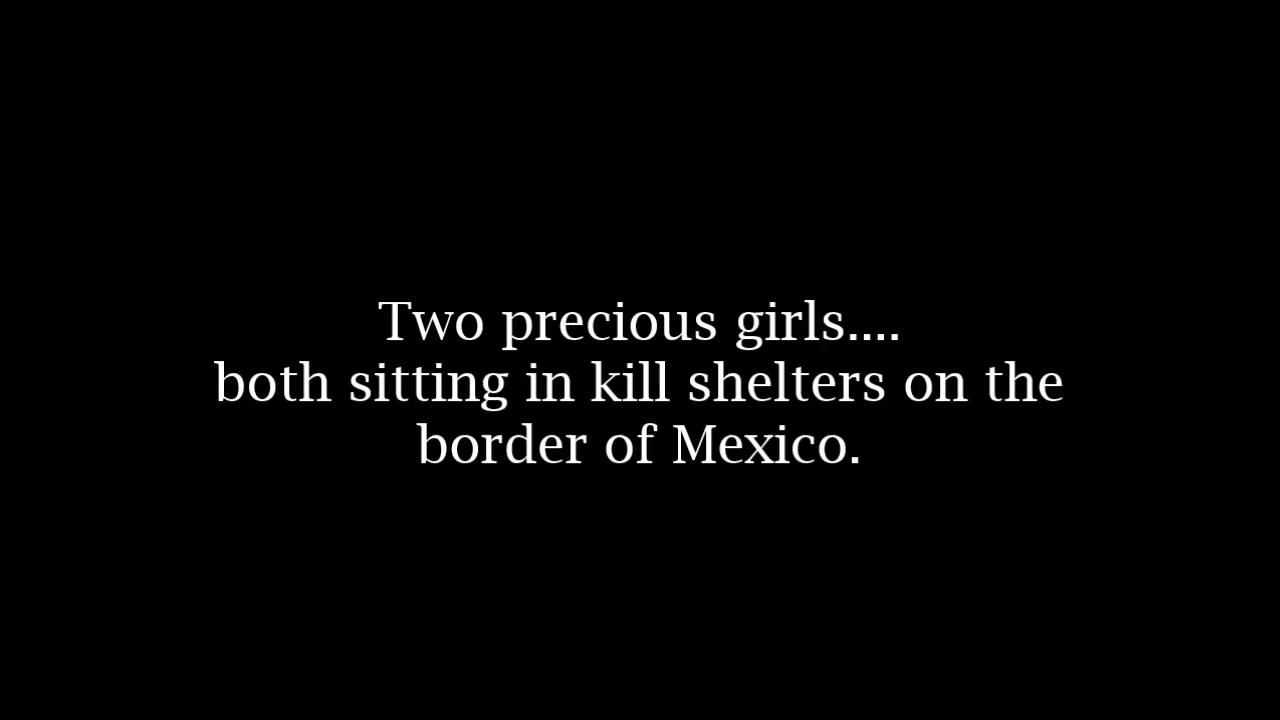 Two precious girls....
both sitting in kill shelters on the
border of Mexico.